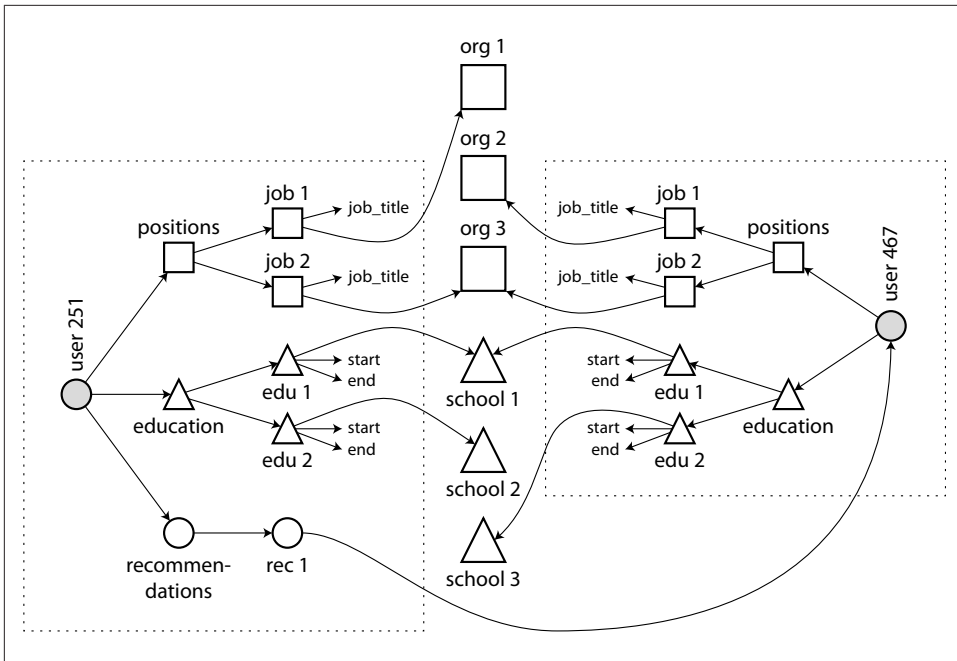 org 1
org 2
org 3
school 1
school 2
school 3
user 251
positions
job 1
job_title
job 2
job_title
education
edu 1
start
end
edu 2
start
end
recommen-
dations
rec 1
job 1
job_title
job 2
job_title
positions
user 467
edu 1
start
end
edu 2
start
end
education